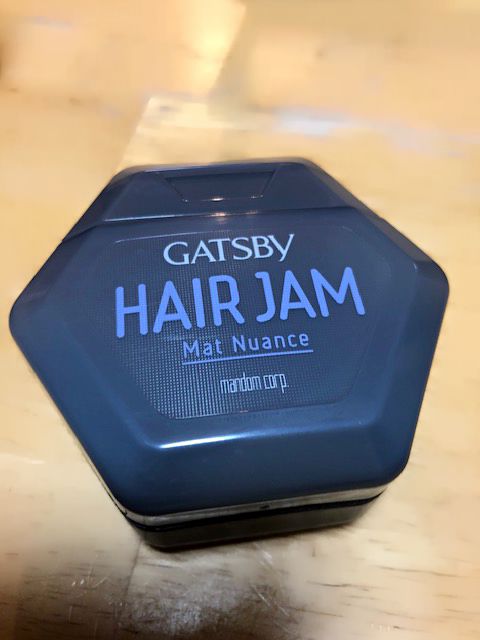 GATSBY
HAIR JAM
Mat Nuance
mandom corp.